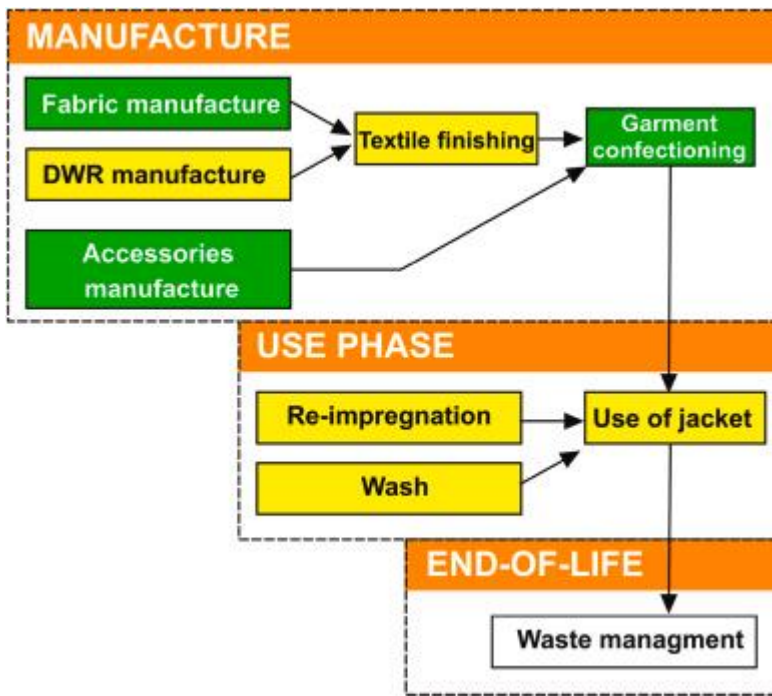 MANUFACTURE
Fabric manufacture
DWR manufacture
Accessories
manufacture
Textile finishing
Garment
confectioning
USE PHASE
Re-impregnation
Wash
Use of jacket
END-OF-LIFE
Waste managment